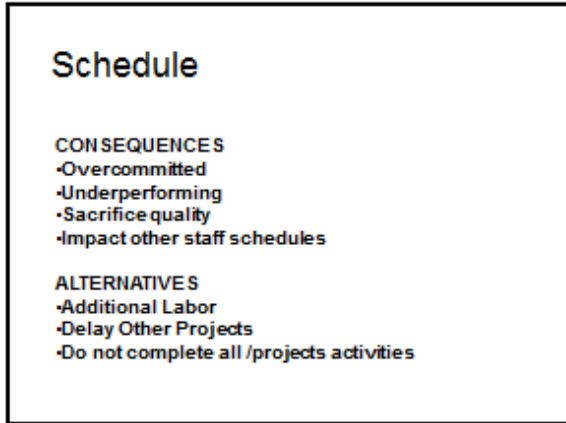 Schedule
CONSEQUENCES
•Overcommitted
•Underperforming
•Sacrifice quality
•Impact other staff schedules
ALTERNATIVES
•Additional Labor
•Delay Other Projects
•Do not complete all /projects activities